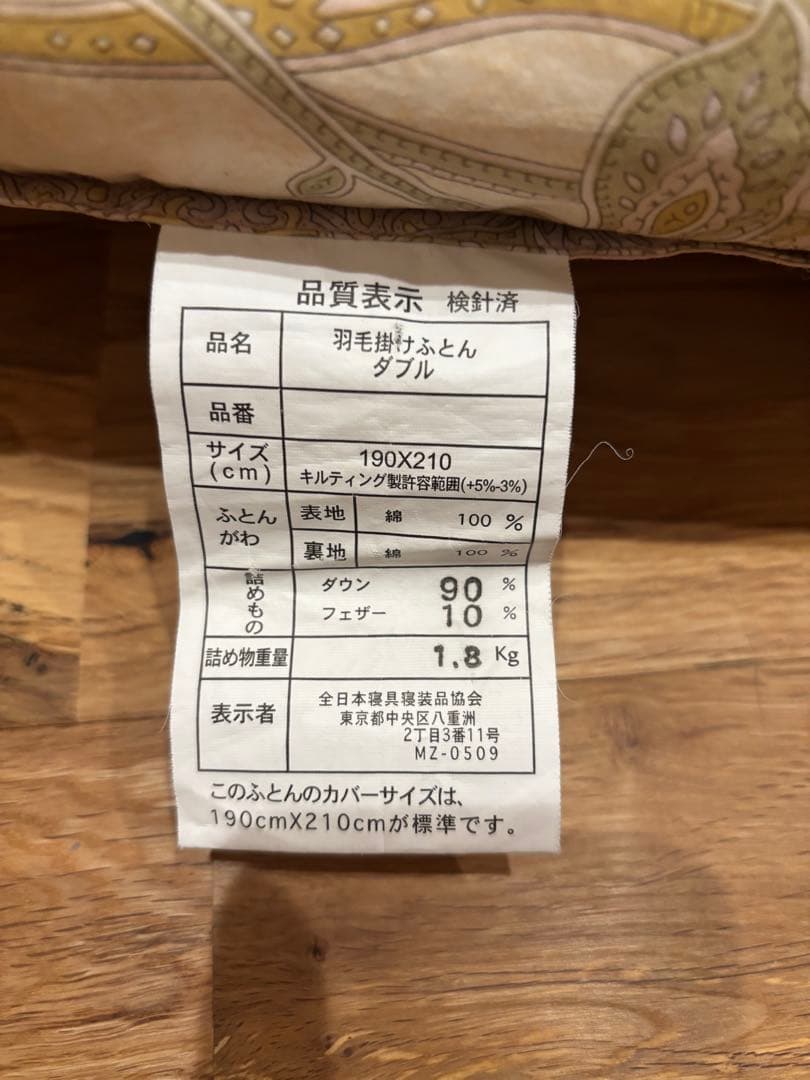 品質表示 検針済
品名 羽毛掛けふとん
ダブル
品番
サイズ
(cm)
190X210
キルティング製許容範囲(+5%-3%)
ふとん
がわ
表地 綿 100 %
裏地 綿 100 %
詰めもの
ダウン 90 %
フェザー 10 %
詰め物重量 1.8 Kg
表示者
全日本寝具寝装品協会
東京都中央区八重洲
2丁目3番11号
MZ-0509
このふとんのカバーサイズは、
190cmX210cmが標準です。